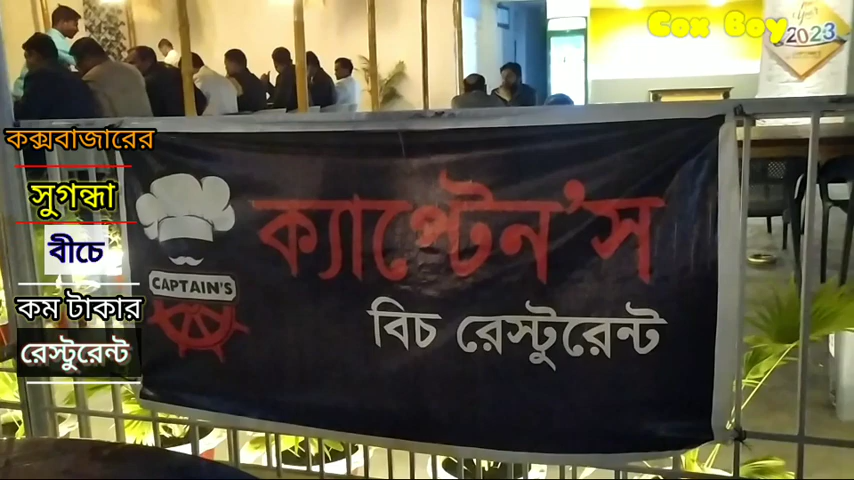 Cox Boy
2023
কক্সবাজারের
সুগন্ধা
বীচে
কম টাকার
রেস্টুরেন্ট
ক্যাপ্টেন'স
CAPTAIN'S
বিচ রেস্টুরেন্ট